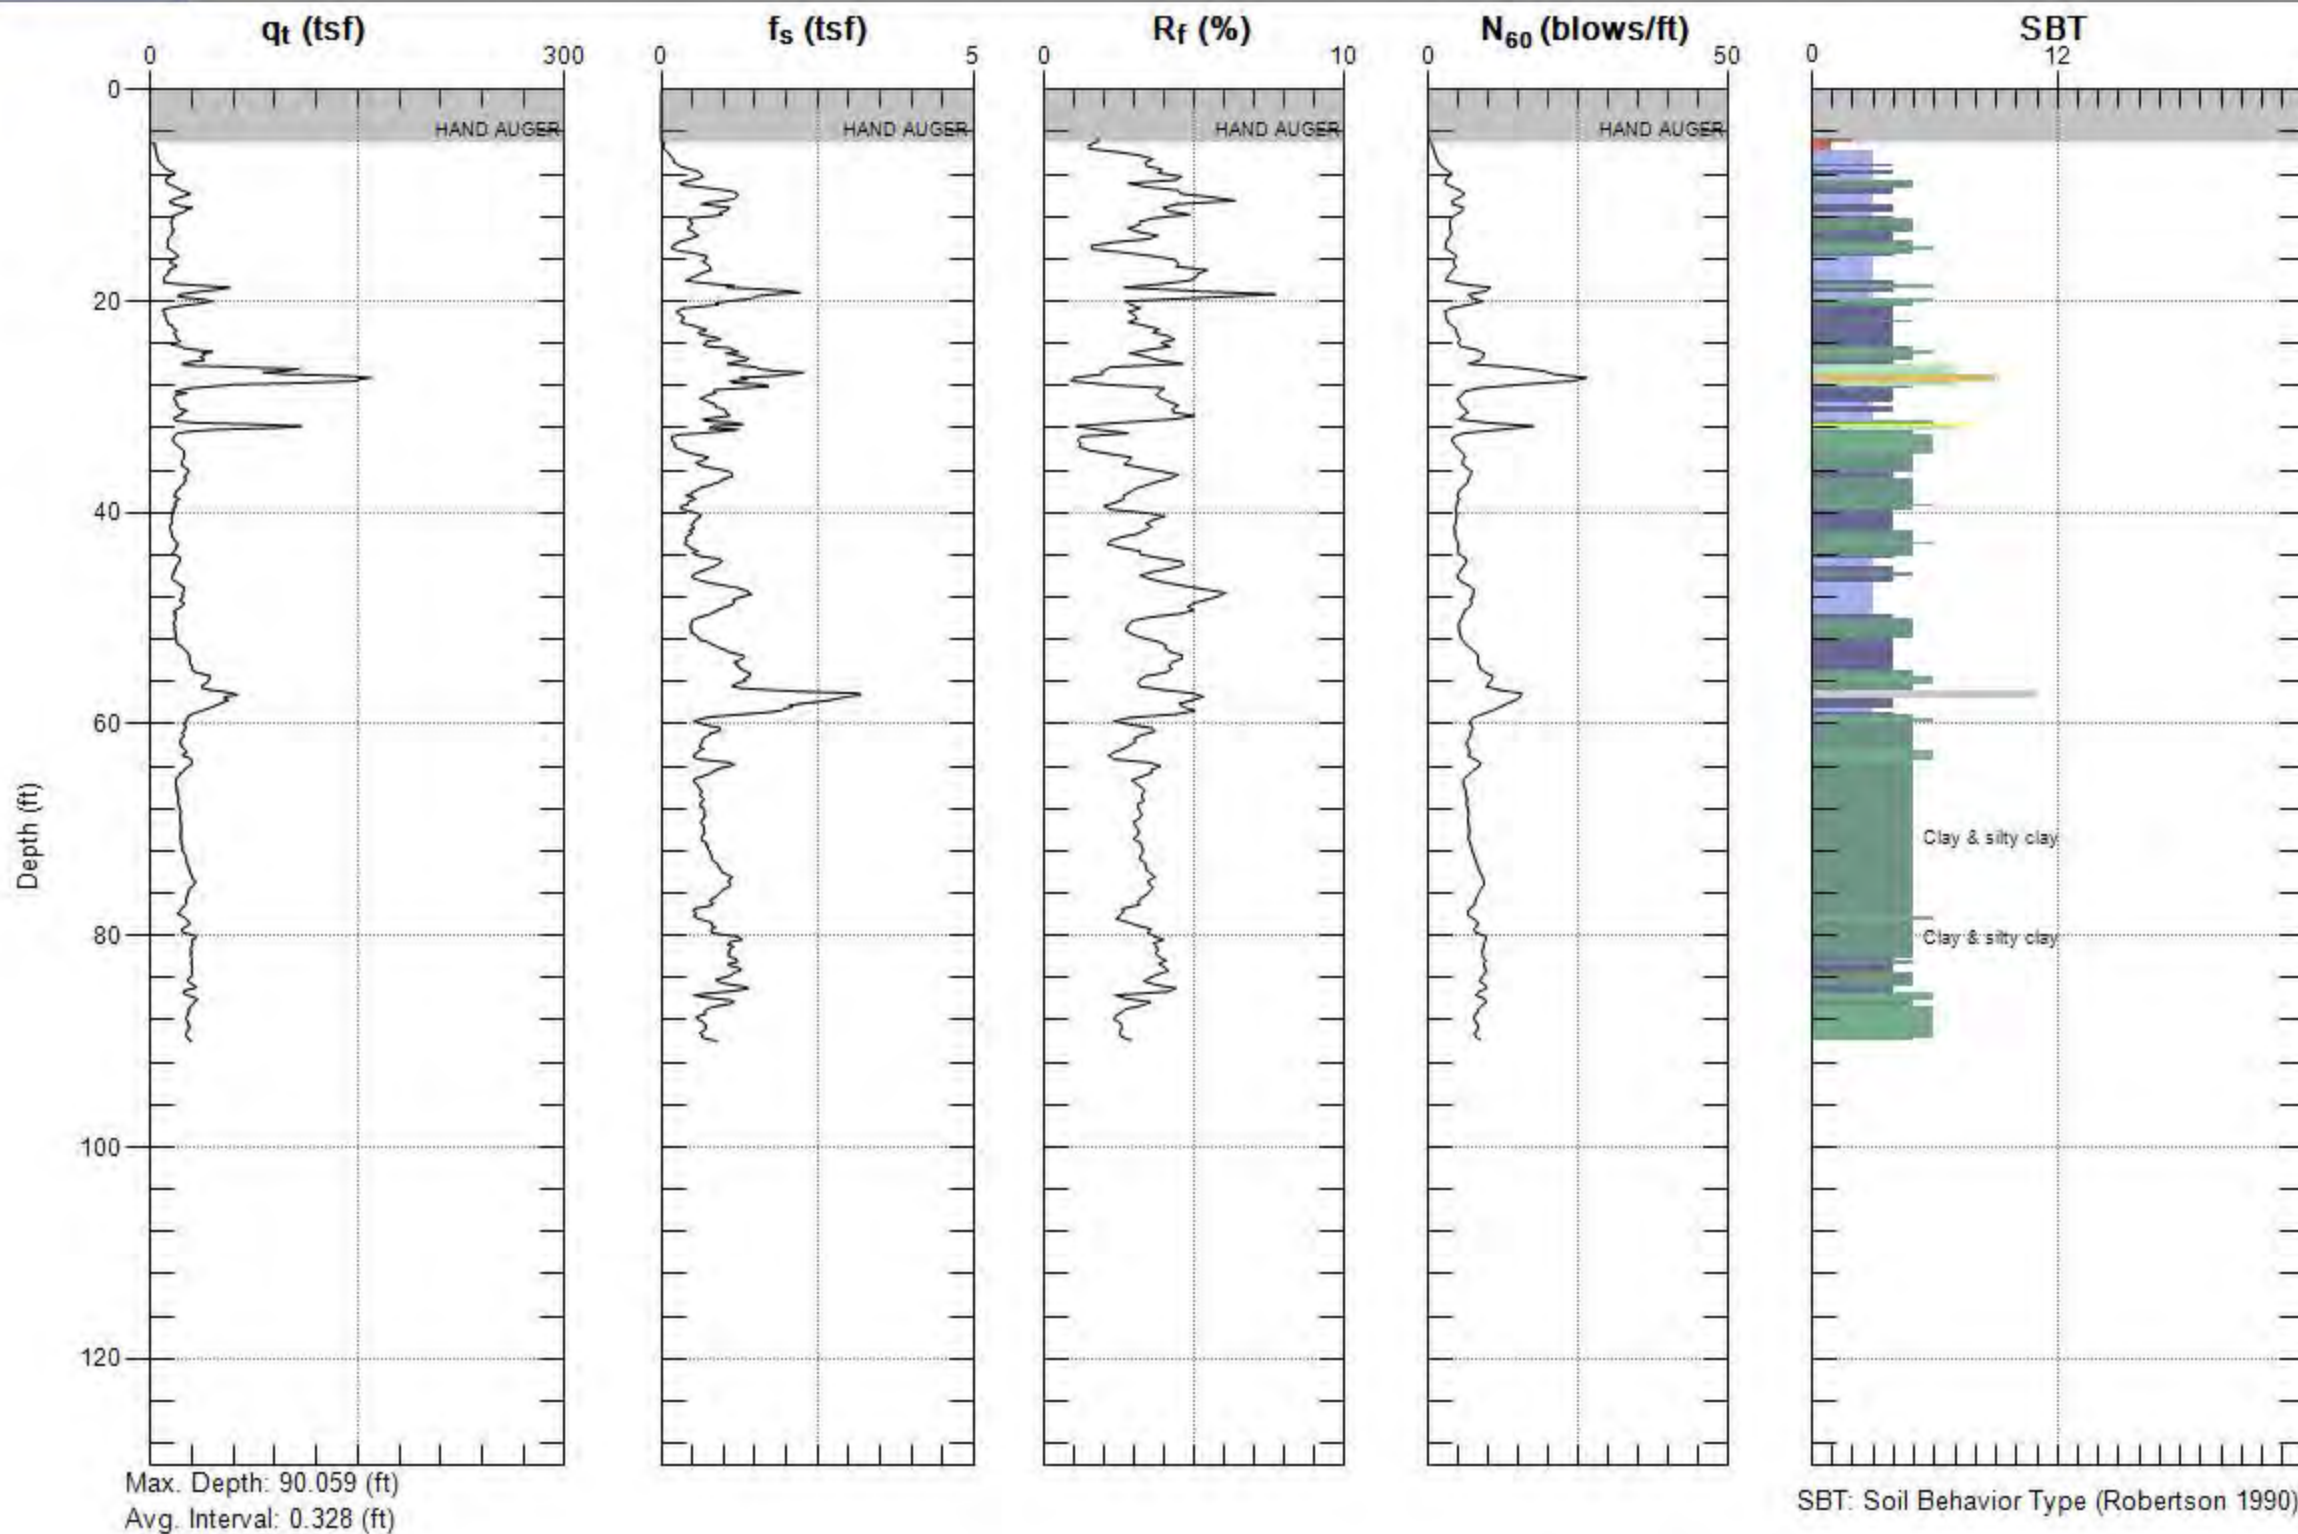 qt (tsf) fs (tsf) Rf (%) N60 (blows/ft) SBT
0 300 0 5 0 10 0 50 0 12
0
HAND AUGER HAND AUGER HAND AUGER HAND AUGER
20
40
60
Depth (ft)
Clay & silty clay
80
Clay & silty clay
100
120
Max. Depth: 90.059 (ft)
Avg. Interval: 0.328 (ft)
SBT: Soil Behavior Type (Robertson 1990)